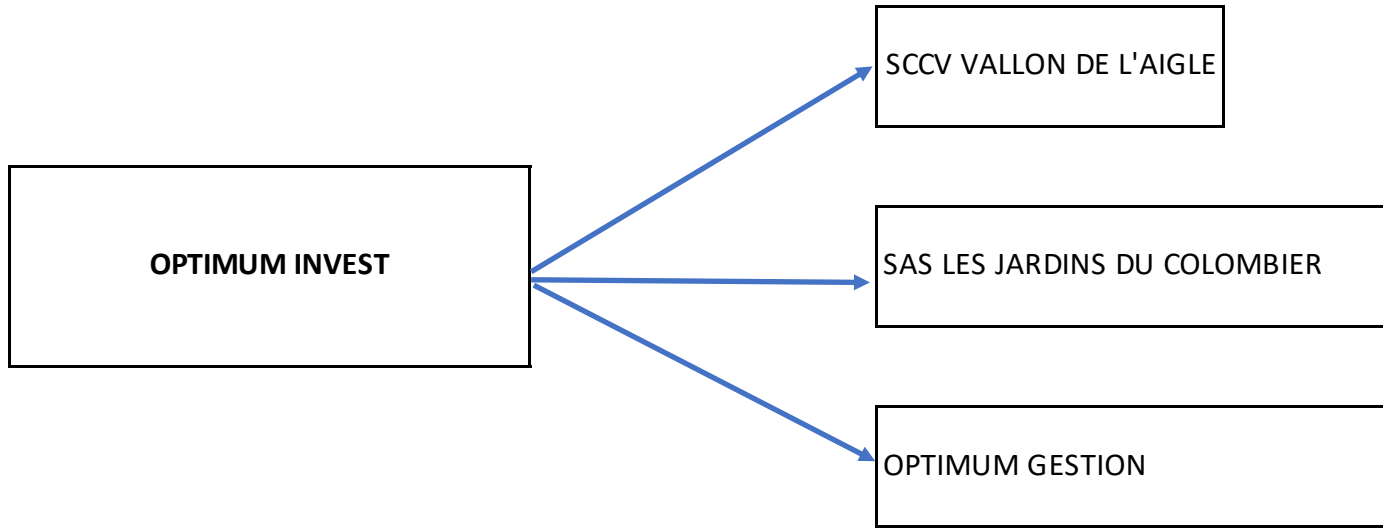 SCCV VALLON DE L'AIGLE
OPTIMUM INVEST
SAS LES JARDINS DU COLOMBIER
OPTIMUM GESTION